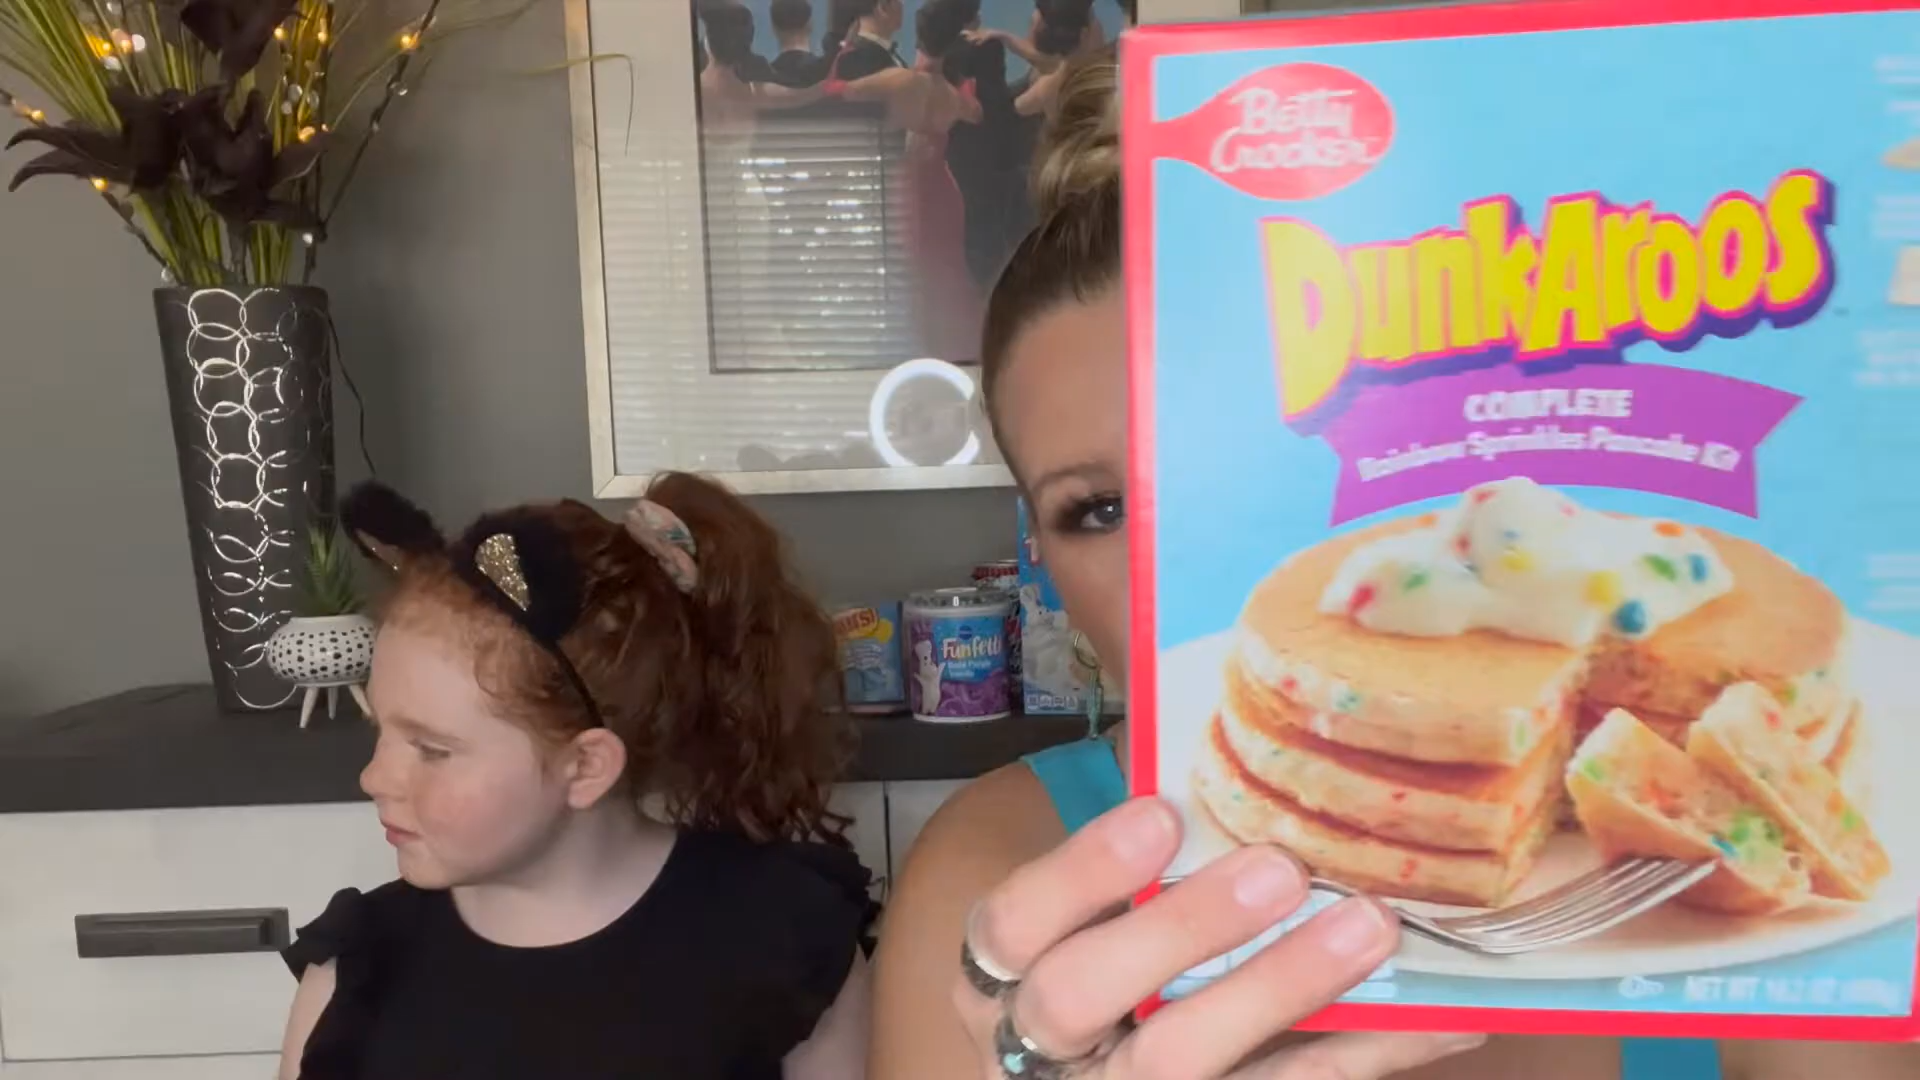 Betty
Crocker
DunkAroos
COMPLETE
Rainbow Sprinkles Pancake Kit
NET WT
Funfetti